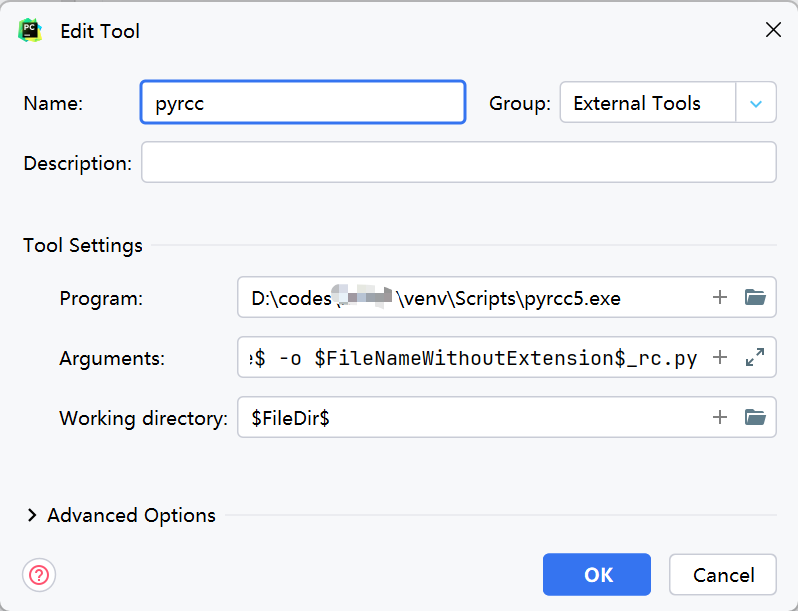 PC Edit Tool
Name: pyrcc Group: External Tools
Description:
Tool Settings
Program: D:\codes\ \venv\Scripts\pyrcc5.exe
Arguments: $ -o $FileNameWithoutExtension$_rc.py
Working directory: $FileDir$
Advanced Options
OK Cancel